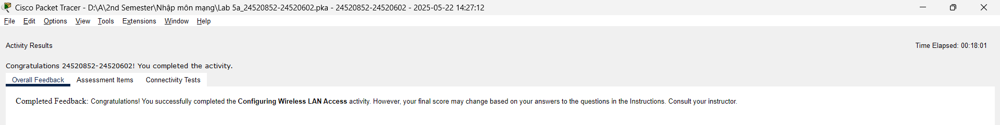 Cisco Packet Tracer - D:\A\2nd Semester\Nhập môn mạng\Lab 5a_24520852-24520602.pka - 24520852-24520602 - 2025-05-22 14:27:12
File Edit Options View Tools Extensions Window Help
Activity Results Time Elapsed: 00:18:01
Congratulations 24520852-24520602! You completed the activity.
Overall Feedback Assessment Items Connectivity Tests
Completed Feedback: Congratulations! You successfully completed the Configuring Wireless LAN Access activity. However, your final score may change based on your answers to the questions in the Instructions. Consult your instructor.